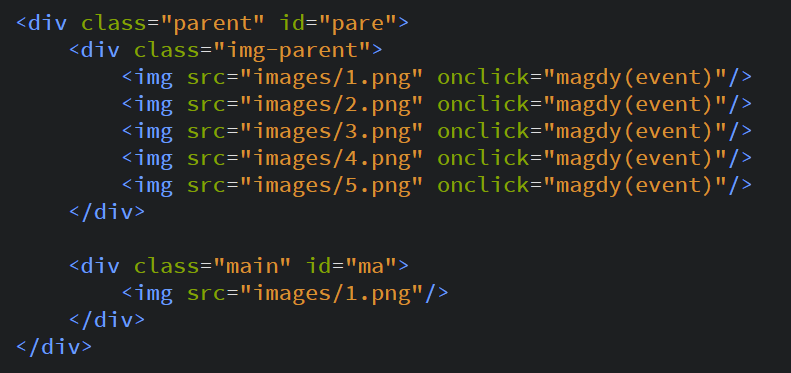 <div class="parent" id="pare">
    <div class="img-parent">
        <img src="images/1.png" onclick="magdy(event)"/>
        <img src="images/2.png" onclick="magdy(event)"/>
        <img src="images/3.png" onclick="magdy(event)"/>
        <img src="images/4.png" onclick="magdy(event)"/>
        <img src="images/5.png" onclick="magdy(event)"/>
    </div>

    <div class="main" id="ma">
        <img src="images/1.png"/>
    </div>
</div>